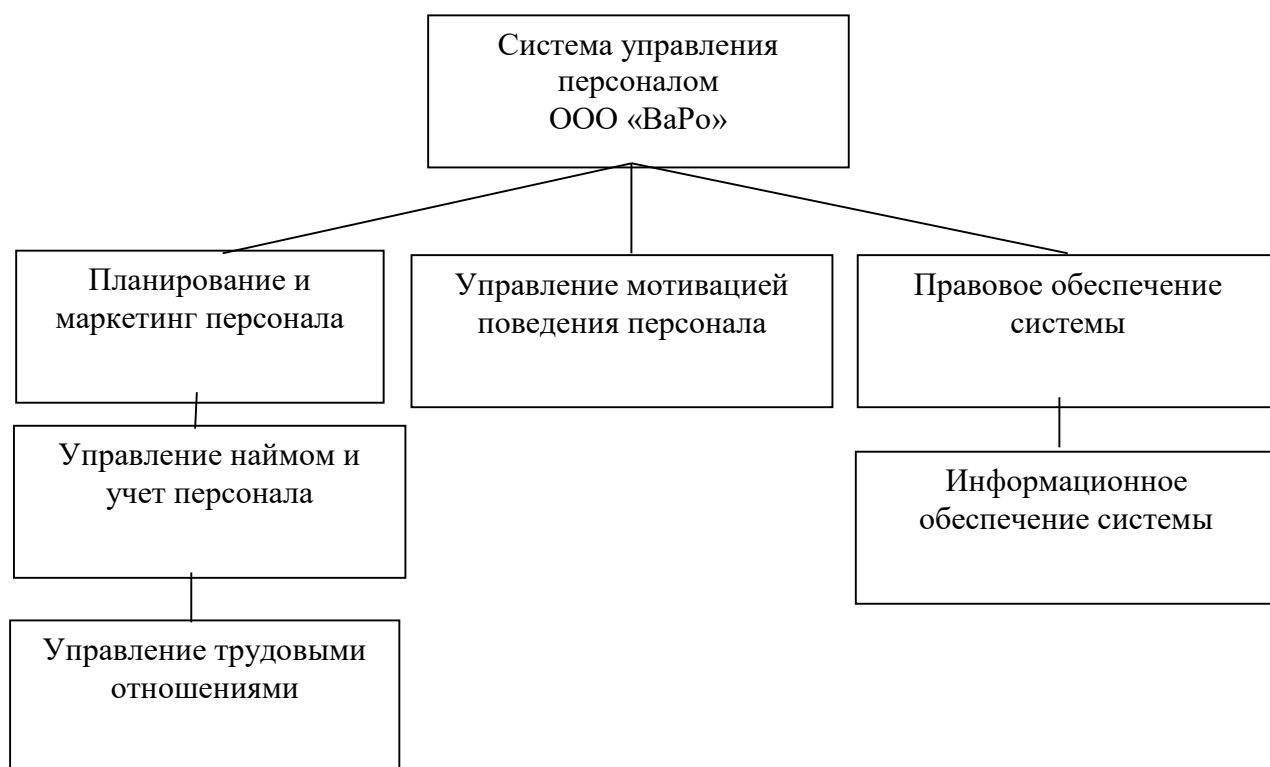 Система управления
персоналом
ООО «ВаРо»
Планирование и
маркетинг персонала
Управление мотивацией
поведения персонала
Правовое обеспечение
системы
Управление наймом и
учет персонала
Информационное
обеспечение системы
Управление трудовыми
отношениями